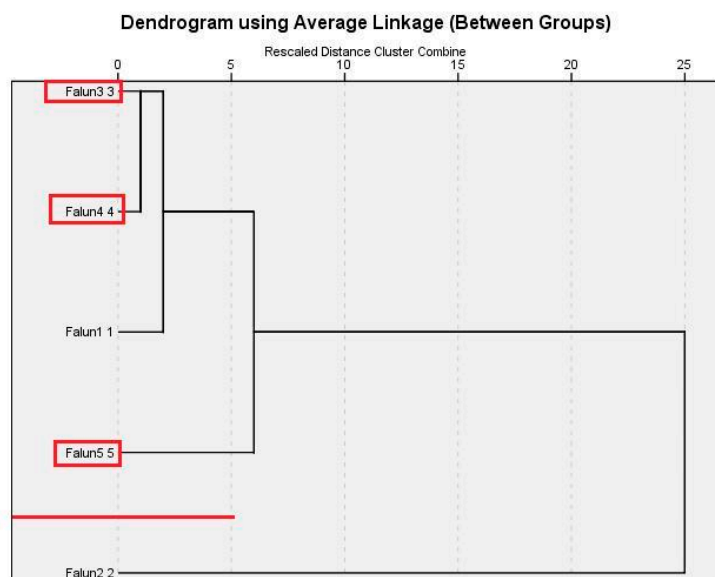 Dendrogram using Average Linkage (Between Groups)
Rescaled Distance Cluster Combine
0 5 10 15 20 25
Falun3 3
Falun4 4
Falun1 1
Falun5 5
Falun2 2